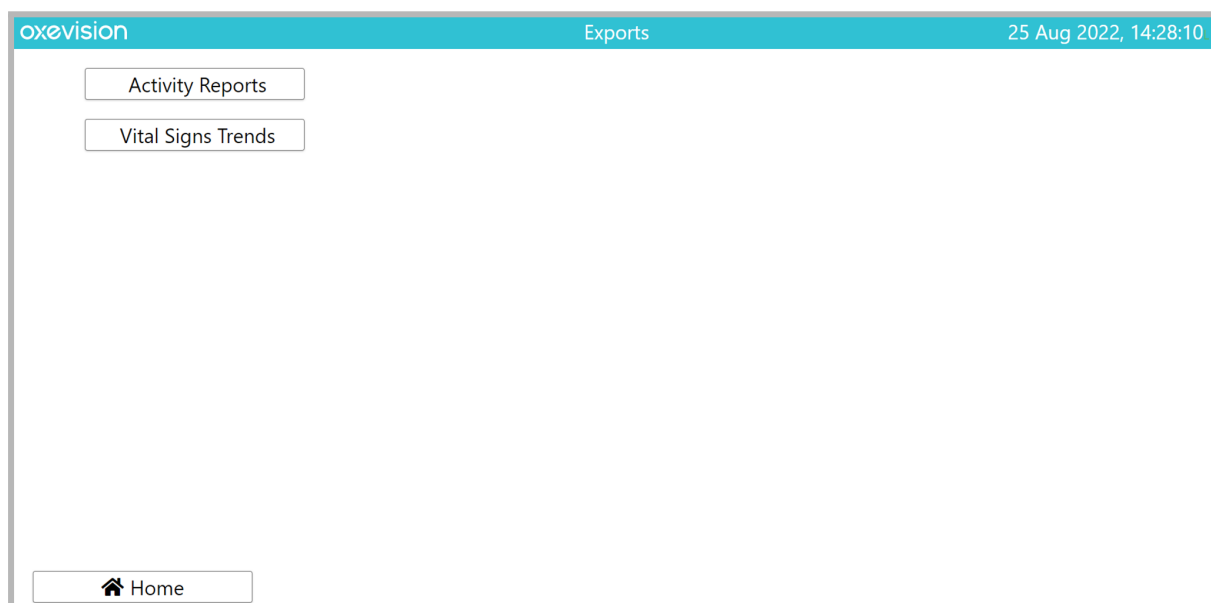 oxevision Exports 25 Aug 2022, 14:28:10
Activity Reports
Vital Signs Trends
Home